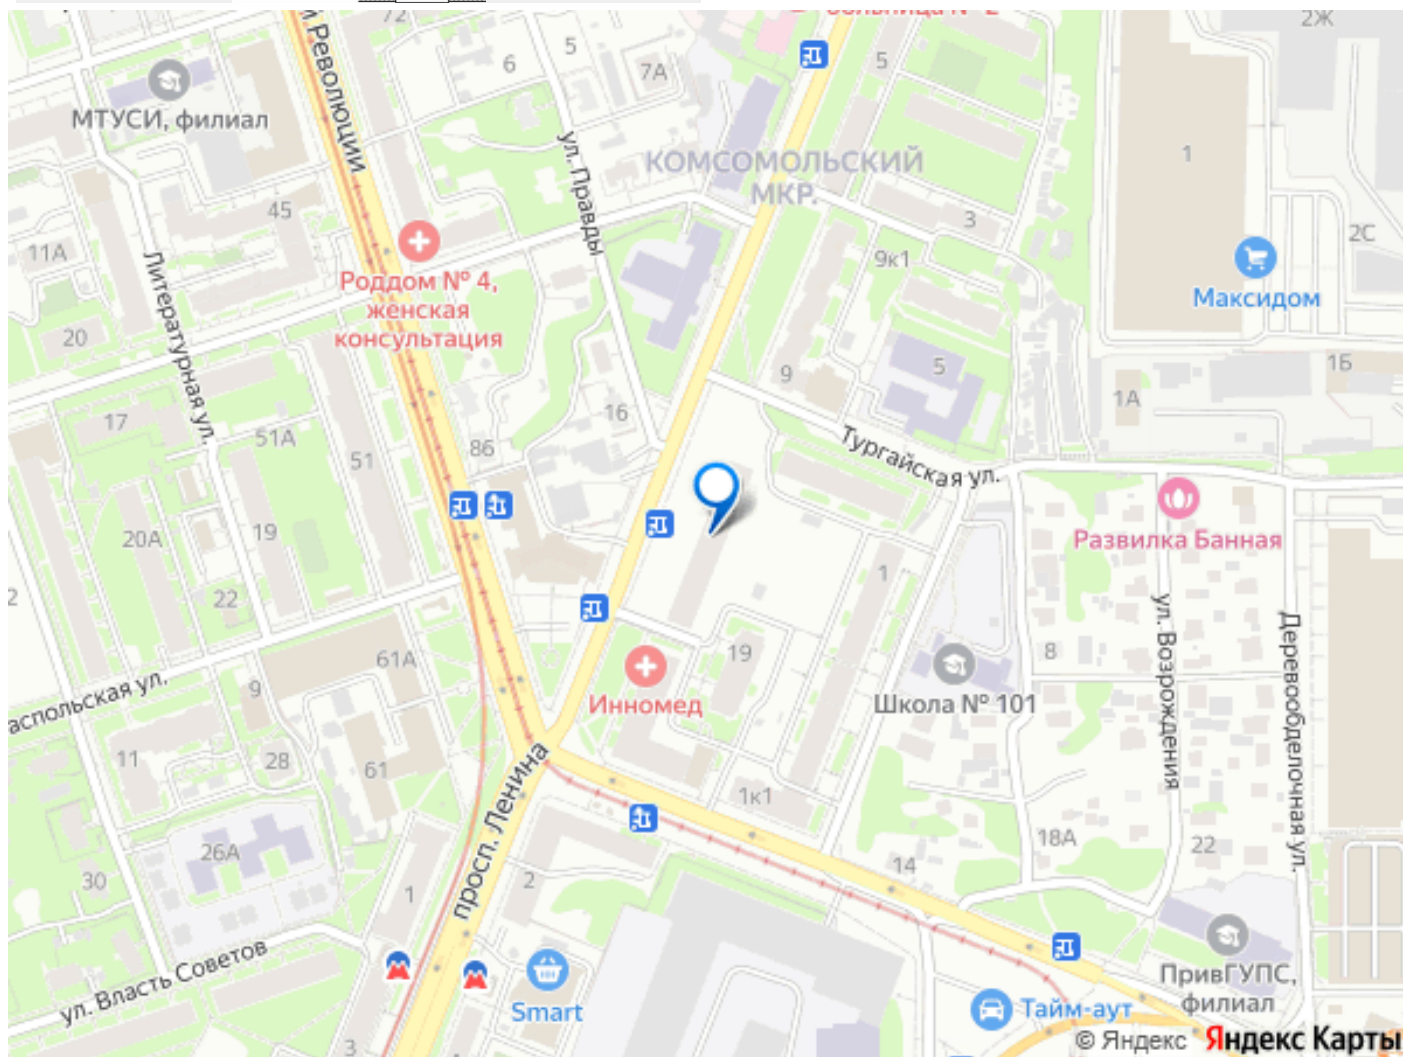 72
2Ж
и Революции
5
6
7А
5
МТУСИ, филиал
1
КОМСОМОЛЬСКИЙ
МКР.
ул. Правды
45
3
11А
2С
9к1
Роддом № 4,
женская
консультация
Максидом
Литературная ул.
20
5
9
1Б
1А
17
16
51А
8б
51
Тургайская ул.
19
20А
Развилка Банная
1
2
22
ул. Возрождения
Деревообделочная ул.
61А
19
8
9
Инномед
Школа № 101
аспольская ул.
11
28
61
просп. Ленина
1к1
26А
18А
22
14
30
1
2
ул. Власть Советов
Smart
ПривГУПС,
филиал
Тайм-аут
3
© Яндекс Яндекс Карты